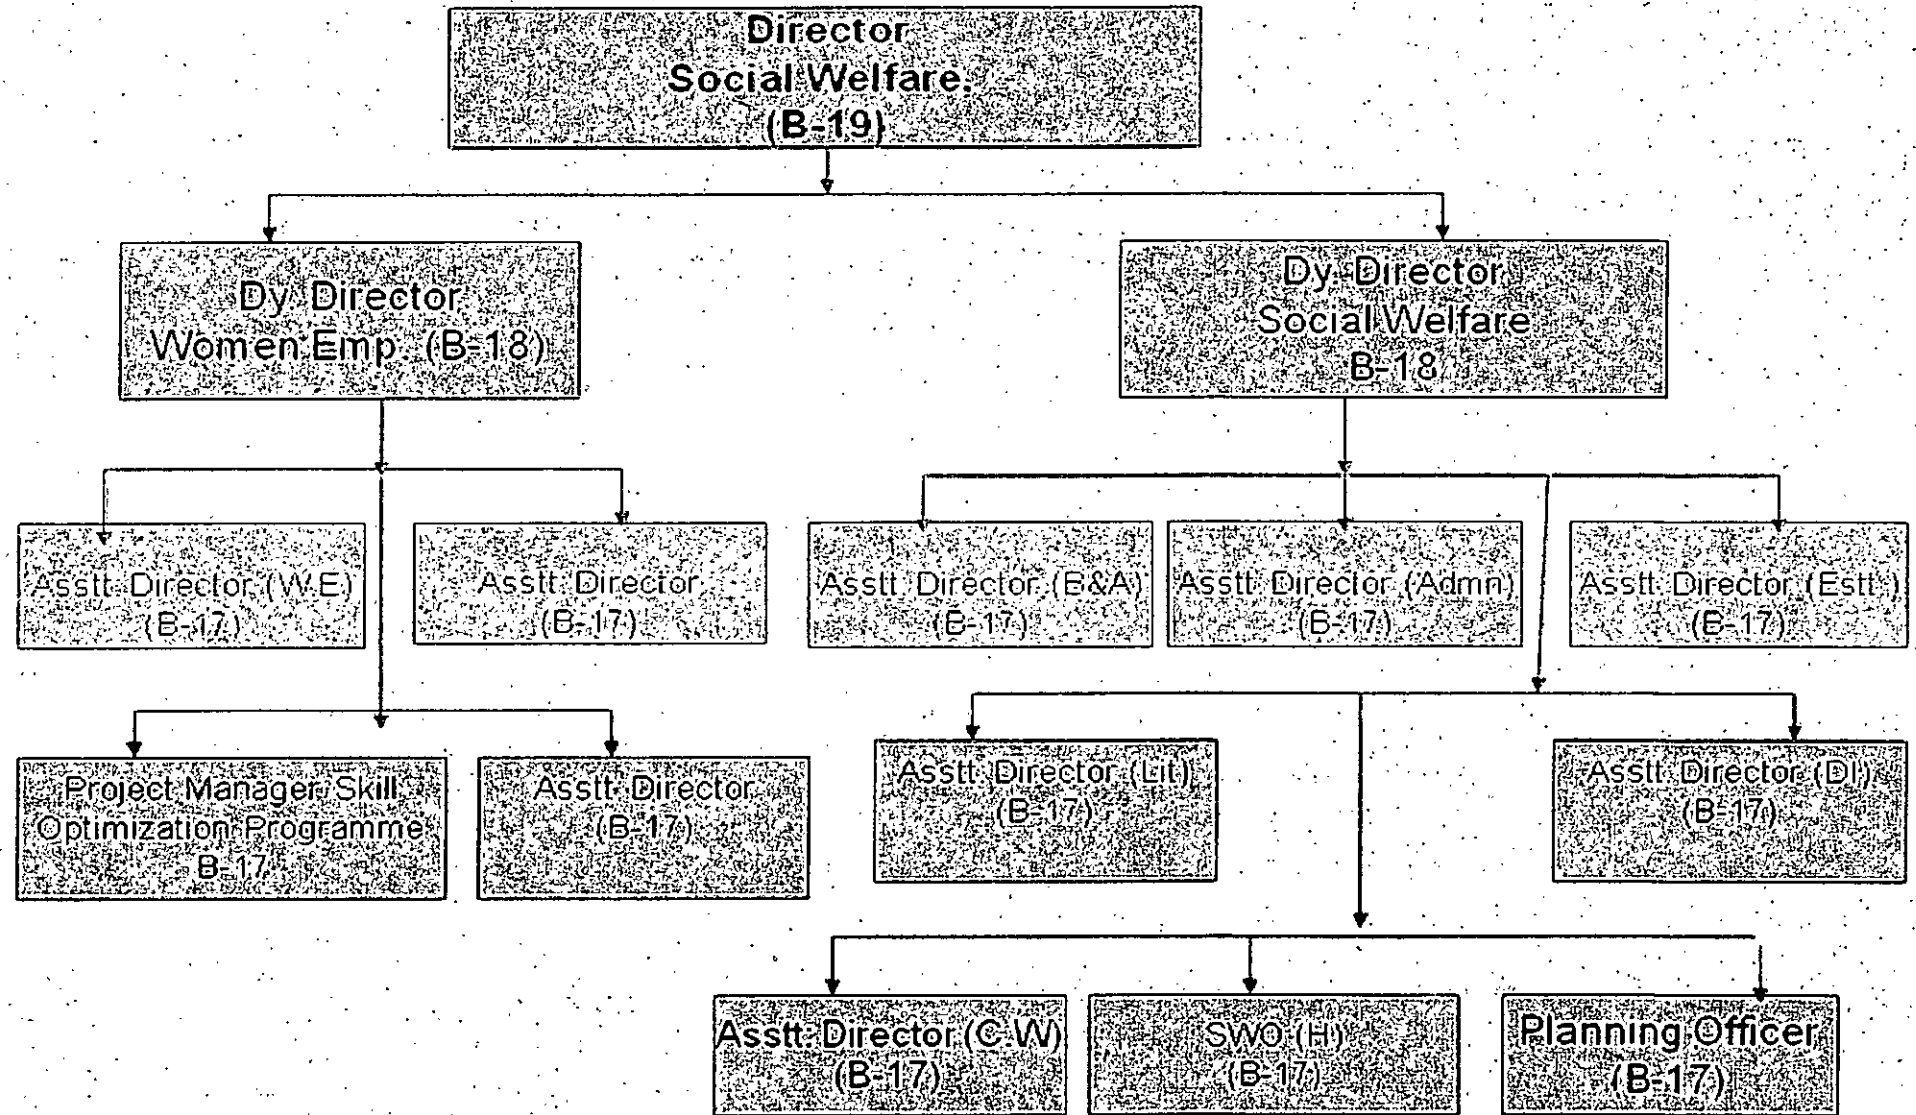 Director
Social Welfare.
(B-19)
Dy. Director
Women Emp. (B-18)
Dy. Director
Social Welfare
B-18
Asstt. Director (W.E)
(B-17)
Asstt. Director
(B-17)
Asstt. Director (B&A)
(B-17)
Asstt. Director (Admn)
(B-17)
Asstt. Director (Estt.)
(B-17)
Project Manager Skill
Optimization Programme
B-17
Asstt. Director
(B-17)
Asstt. Director (Lit)
(B-17)
Asstt. Director (DI)
(B-17)
Asstt. Director (C.W)
(B-17)
SWO (H)
(B-17)
Planning Officer
(B-17)